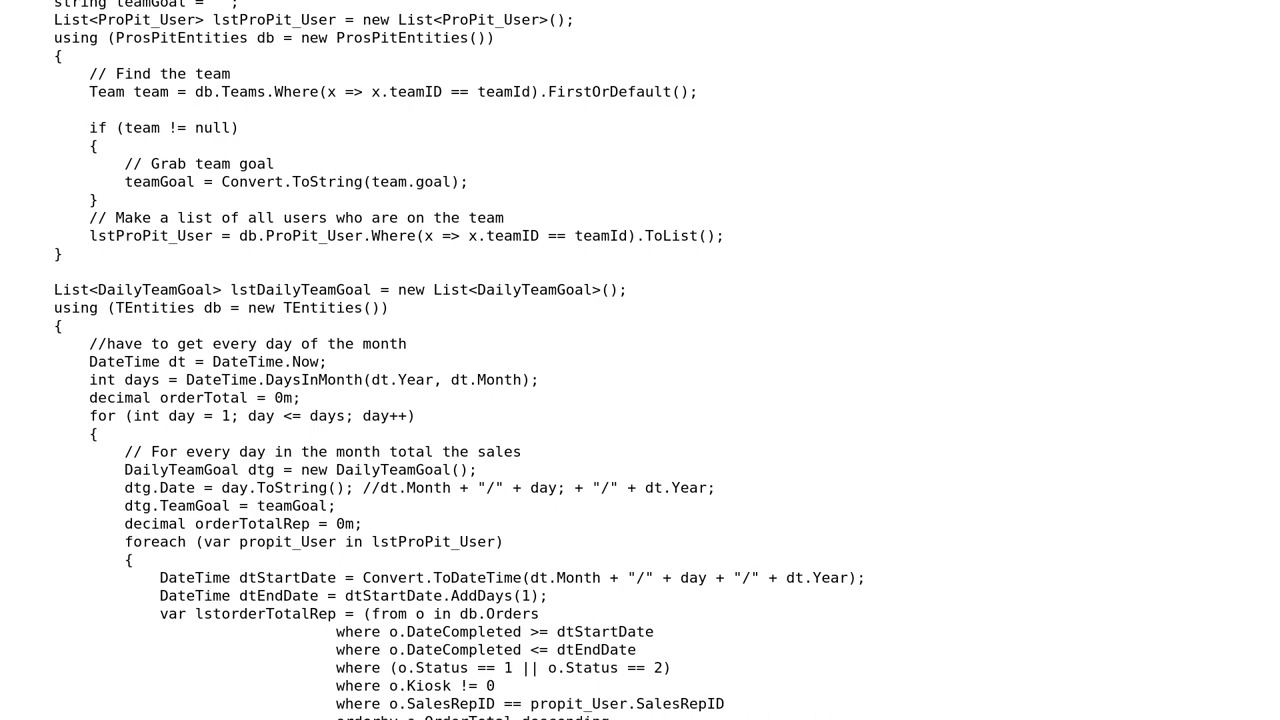 string teamGoal = "";
List<ProPit_User> lstProPit_User = new List<ProPit_User>();
using (ProsPitEntities db = new ProsPitEntities())
{
    // Find the team
    Team team = db.Teams.Where(x => x.teamID == teamId).FirstOrDefault();

    if (team != null)
    {
        // Grab team goal
        teamGoal = Convert.ToString(team.goal);
    }
    // Make a list of all users who are on the team
    lstProPit_User = db.ProPit_User.Where(x => x.teamID == teamId).ToList();
}

List<DailyTeamGoal> lstDailyTeamGoal = new List<DailyTeamGoal>();
using (TEntities db = new TEntities())
{
    //have to get every day of the month
    DateTime dt = DateTime.Now;
    int days = DateTime.DaysInMonth(dt.Year, dt.Month);
    decimal orderTotal = 0m;
    for (int day = 1; day <= days; day++)
    {
        // For every day in the month total the sales
        DailyTeamGoal dtg = new DailyTeamGoal();
        dtg.Date = day.ToString(); //dt.Month + "/" + day; + "/" + dt.Year;
        dtg.TeamGoal = teamGoal;
        decimal orderTotalRep = 0m;
        foreach (var propit_User in lstProPit_User)
        {
            DateTime dtStartDate = Convert.ToDateTime(dt.Month + "/" + day + "/" + dt.Year);
            DateTime dtEndDate = dtStartDate.AddDays(1);
            var lstorderTotalRep = (from o in db.Orders
                                where o.DateCompleted >= dtStartDate
                                where o.DateCompleted <= dtEndDate
                                where (o.Status == 1 || o.Status == 2)
                                where o.Kiosk != 0
                                where o.SalesRepID == propit_User.SalesRepID
                                orderby o.OrderTotal descending